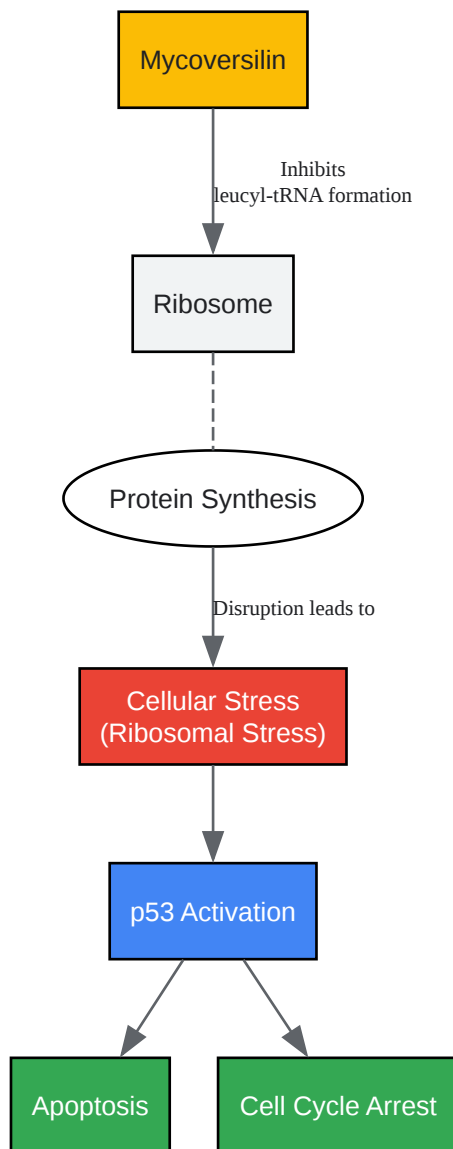 Mycoversilin
Inhibits
leucyl-tRNA formation
Ribosome
Protein Synthesis
Disruption leads to
Cellular Stress
(Ribosomal Stress)
p53 Activation
Apoptosis
Cell Cycle Arrest